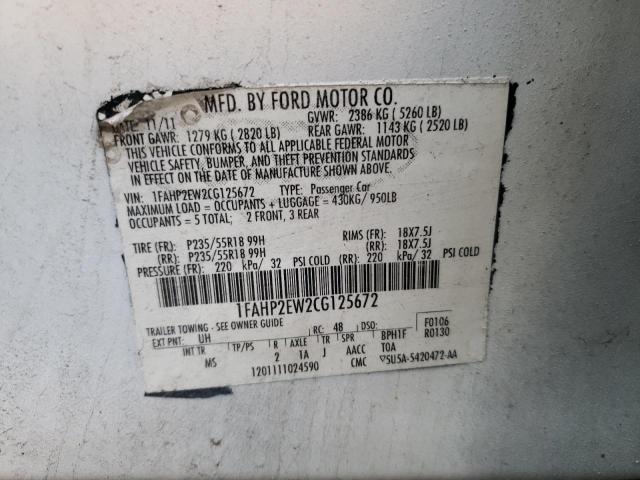 MFD. BY FORD MOTOR CO.
DATE: 11/11 GVWR: 2386 KG ( 5260 LB)
FRONT GAWR: 1279 KG ( 2820 LB) REAR GAWR: 1143 KG ( 2520 LB)
THIS VEHICLE CONFORMS TO ALL APPLICABLE FEDERAL MOTOR
VEHICLE SAFETY, BUMPER, AND THEFT PREVENTION STANDARDS
IN EFFECT ON THE DATE OF MANUFACTURE SHOWN ABOVE.
VIN: 1FAHP2EW2CG125672 TYPE: Passenger Car
MAXIMUM LOAD = OCCUPANTS + LUGGAGE = 430KG/ 950LB
OCCUPANTS = 5 TOTAL; 2 FRONT, 3 REAR
TIRE (FR): P235/55R18 99H RIMS (FR): 18X7.5J
(RR): P235/55R18 99H (RR): 18X7.5J
PRESSURE (FR): 220 kPa/ 32 PSI COLD (RR): 220 kPa/ 32 PSI COLD
1FAHP2EW2CG125672
TRAILER TOWING - SEE OWNER GUIDE
EXT PNT: UH RC: 48 DSO: F0106
INT TR TP/PS R AXLE TR SPR BPH1F R0130
MS 2 1A J AACC TOA
1201111024590 CMC 5U5A-5420472-AA